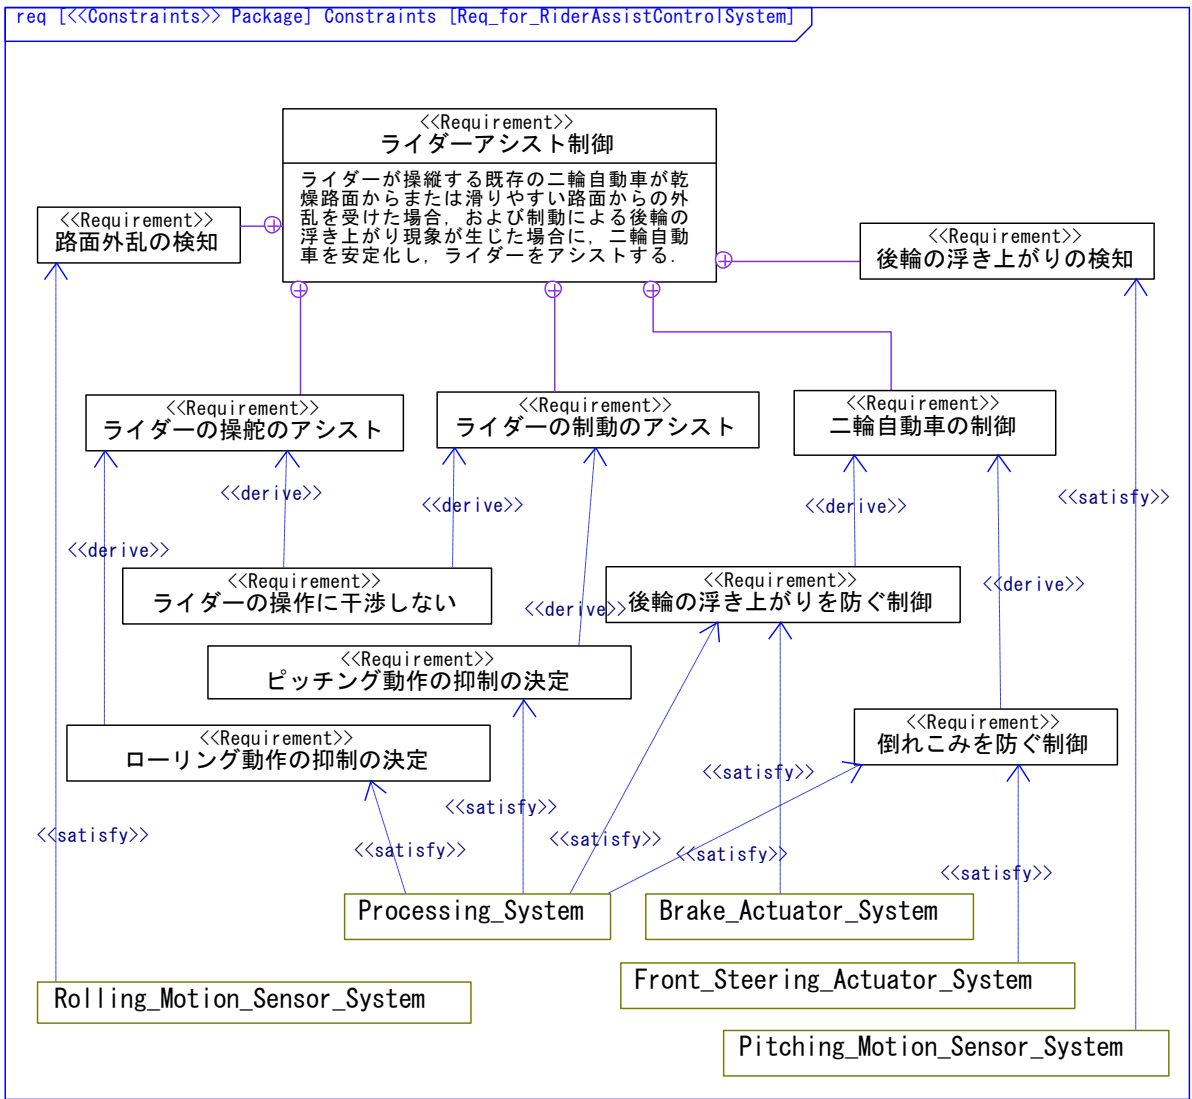 req [<<Constraints>> Package] Constraints [Req_for_RiderAssistControlSystem]
<<Requirement>>
ライダーアシスト制御
ライダーが操縦する既存の二輪自動車が乾
燥路面からまたは滑りやすい路面からの外
乱を受けた場合，および制動による後輪の
浮き上がり現象が生じた場合に，二輪自動
車を安定化し，ライダーをアシストする．
<<Requirement>>
路面外乱の検知
<<Requirement>>
後輪の浮き上がりの検知
<<Requirement>>
ライダーの操舵のアシスト
<<Requirement>>
ライダーの制動のアシスト
<<Requirement>>
二輪自動車の制御
<<derive>>
<<derive>>
<<derive>>
<<satisfy>>
<<derive>>
<<Requirement>>
ライダーの操作に干渉しない
<<derive>>
<<Requirement>>
後輪の浮き上がりを防ぐ制御
<<derive>>
<<Requirement>>
ピッチング動作の抑制の決定
<<Requirement>>
ローリング動作の抑制の決定
<<Requirement>>
倒れこみを防ぐ制御
<<satisfy>>
<<satisfy>>
<<satisfy>>
<<satisfy>>
<<satisfy>>
<<satisfy>>
<<satisfy>>
Processing_System
Brake_Actuator_System
Front_Steering_Actuator_System
Rolling_Motion_Sensor_System
Pitching_Motion_Sensor_System